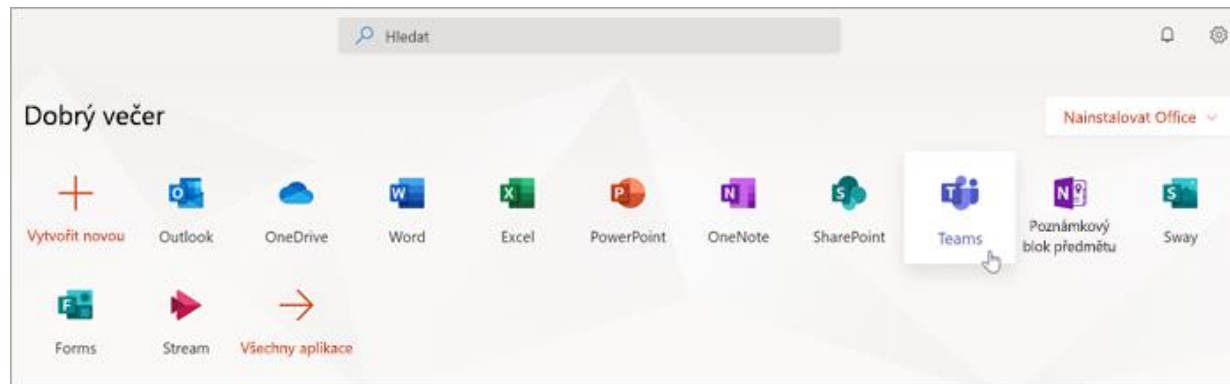 Hledat
Dobrý večer
Nainstalovat Office
Vytvořit novou
Outlook
OneDrive
Word
Excel
PowerPoint
OneNote
SharePoint
Teams
Poznámkový
blok předmětu
Sway
Forms
Stream
Všechny aplikace